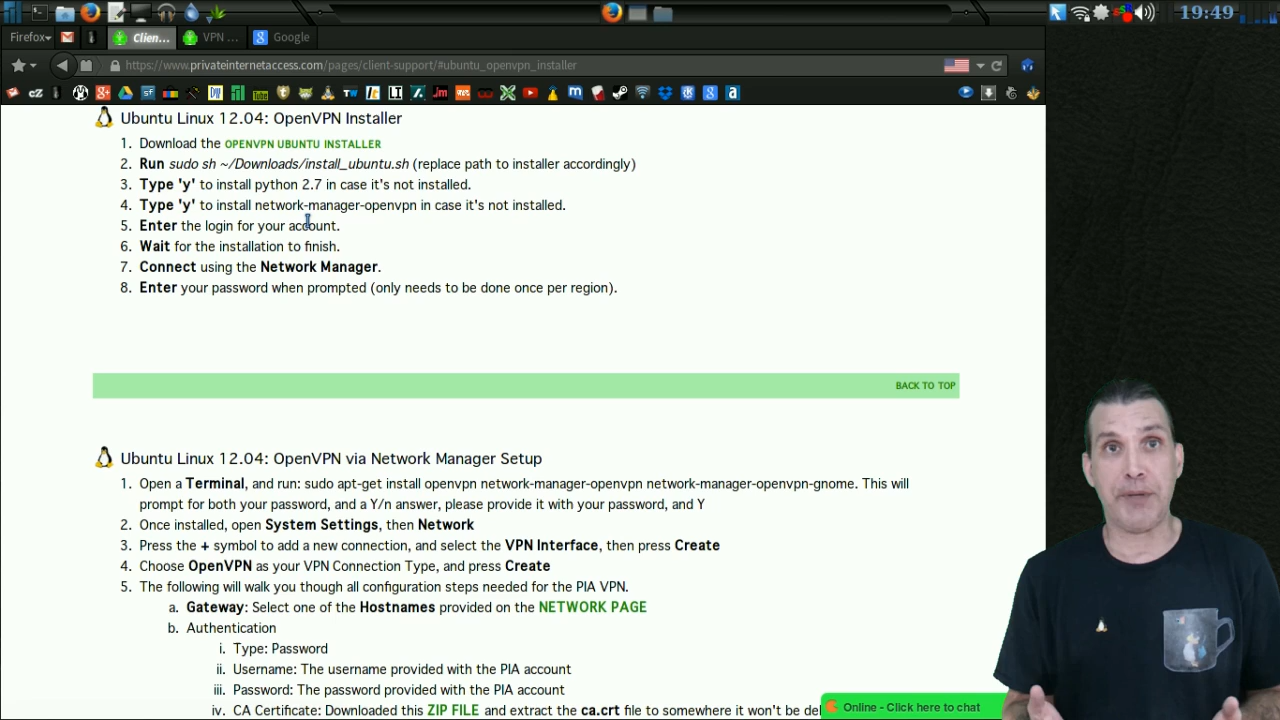 19:49
Firefox
Clien...
VPN ...
Google
https://www.privateinternetaccess.com/pages/client-support/#ubuntu_openvpn_installer
Ubuntu Linux 12.04: OpenVPN Installer
1. Download the OPENVPN UBUNTU INSTALLER
2. Run sudo sh ~/Downloads/install_ubuntu.sh (replace path to installer accordingly)
3. Type 'y' to install python 2.7 in case it's not installed.
4. Type 'y' to install network-manager-openvpn in case it's not installed.
5. Enter the login for your account.
6. Wait for the installation to finish.
7. Connect using the Network Manager.
8. Enter your password when prompted (only needs to be done once per region).
BACK TO TOP
Ubuntu Linux 12.04: OpenVPN via Network Manager Setup
1. Open a Terminal, and run: sudo apt-get install openvpn network-manager-openvpn network-manager-openvpn-gnome. This will
prompt for both your password, and a Y/n answer, please provide it with your password, and Y
2. Once installed, open System Settings, then Network
3. Press the + symbol to add a new connection, and select the VPN Interface, then press Create
4. Choose OpenVPN as your VPN Connection Type, and press Create
5. The following will walk you though all configuration steps needed for the PIA VPN.
a. Gateway: Select one of the Hostnames provided on the NETWORK PAGE
b. Authentication
i. Type: Password
ii. Username: The username provided with the PIA account
iii. Password: The password provided with the PIA account
iv. CA Certificate: Downloaded this ZIP FILE and extract the ca.crt file to somewhere it won't be del
Online - Click here to chat